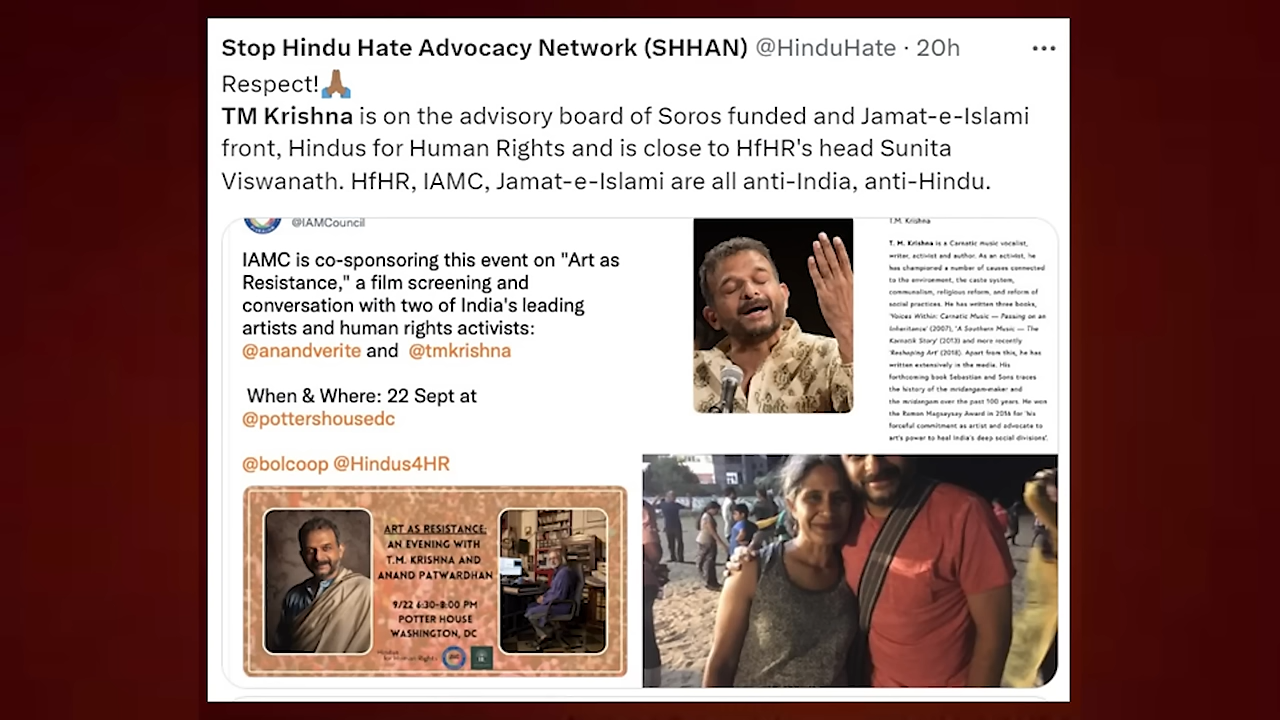 Stop Hindu Hate Advocacy Network (SHHAN) @HinduHate · 20h
Respect!🙏🏾
TM Krishna is on the advisory board of Soros funded and Jamat-e-Islami
front, Hindus for Human Rights and is close to HfHR's head Sunita
Viswanath. HfHR, IAMC, Jamat-e-Islami are all anti-India, anti-Hindu.
@IAMCouncil
IAMC is co-sponsoring this event on "Art as
Resistance," a film screening and
conversation with two of India's leading
artists and human rights activists:
@anandverite and @tmkrishna
When & Where: 22 Sept at
@pottershousedc
@bolcoop @Hindus4HR
ART AS RESISTANCE:
AN EVENING WITH
T.M. KRISHNA AND
ANAND PATWARDHAN
9/22 6:30-8:00 PM
POTTER HOUSE
WASHINGTON, DC
Hindus
for Human Rights
T.M. Krishna
T. M. Krishna is a Carnatic music vocalist,
writer, activist and author. As an activist, he
has championed a number of causes connected
to the environment, the caste system,
communalism, religious reform, and reform of
social practices. He has written three books,
'Voices Within: Carnatic Music — Passing on an
Inheritance' (2007), 'A Southern Music — The
Karnatik Story' (2013) and more recently
'Reshaping Art' (2018). Apart from this, he has
written extensively in the media. His
forthcoming book Sebastian and Sons traces
the history of the mridangam-maker and
the mridangam over the past 100 years. He won
the Ramon Magsaysay Award in 2016 for 'his
forceful commitment as artist and advocate to
art's power to heal India's deep social divisions'.